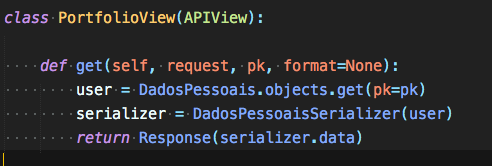 class PortfolioView(APIView):
    def get(self, request, pk, format=None):
        user = DadosPessoais.objects.get(pk=pk)
        serializer = DadosPessoaisSerializer(user)
        return Response(serializer.data)